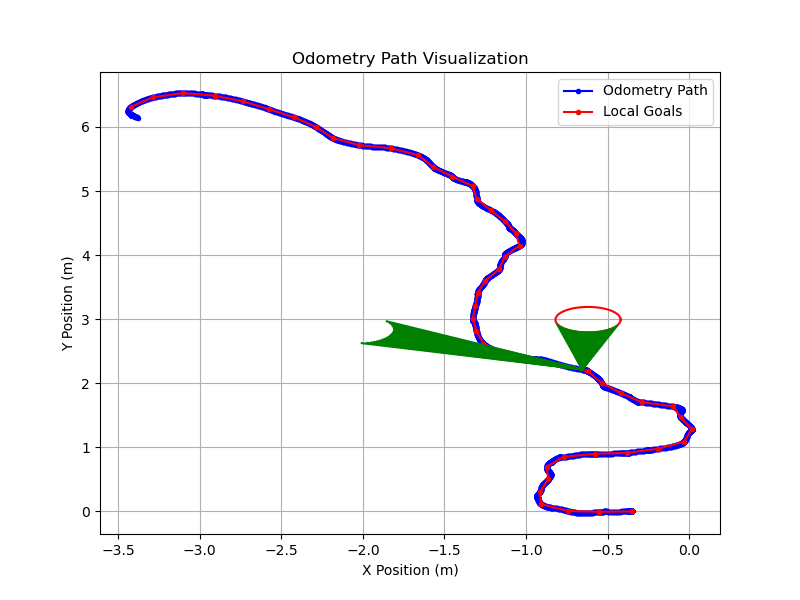 Odometry Path Visualization
Odometry Path
Local Goals
Y Position (m)
6
5
4
3
2
1
0
−3.5 −3.0 −2.5 −2.0 −1.5 −1.0 −0.5 0.0
X Position (m)